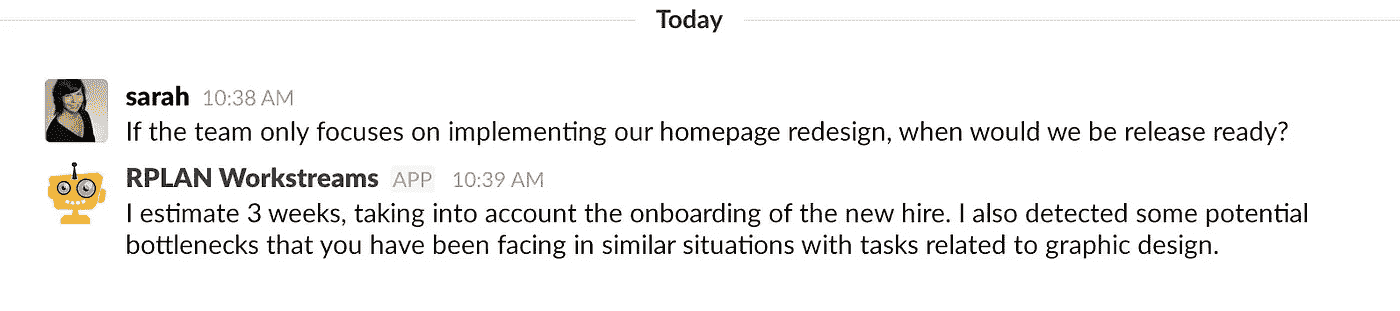 Today
sarah 10:38 AM
If the team only focuses on implementing our homepage redesign, when would we be release ready?
RPLAN Workstreams APP 10:39 AM
I estimate 3 weeks, taking into account the onboarding of the new hire. I also detected some potential
bottlenecks that you have been facing in similar situations with tasks related to graphic design.